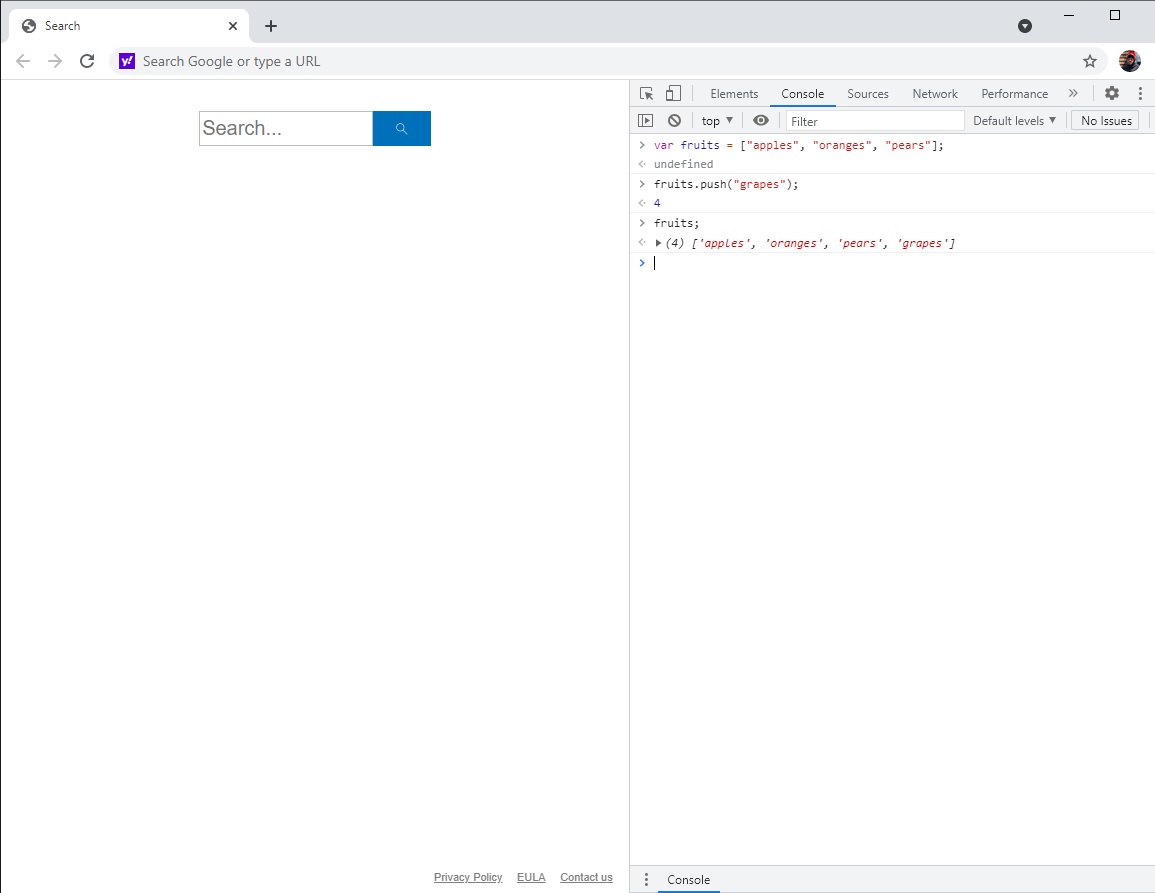 Search
y!
Search Google or type a URL
Search...
Elements Console Sources Network Performance »
top Filter Default levels No Issues
> var fruits = ["apples", "oranges", "pears"];
undefined
> fruits.push("grapes");
4
> fruits;
(4) ['apples', 'oranges', 'pears', 'grapes']
>
Privacy Policy EULA Contact us
Console